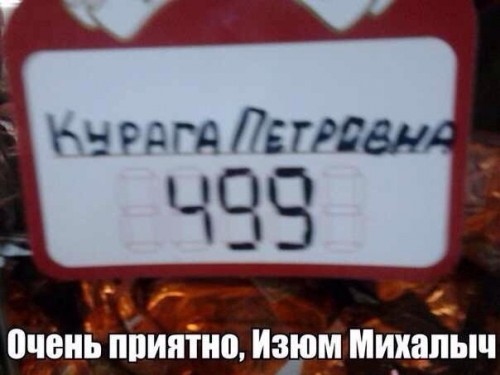 Курага Петровна
499
Очень приятно, Изюм Михалыч